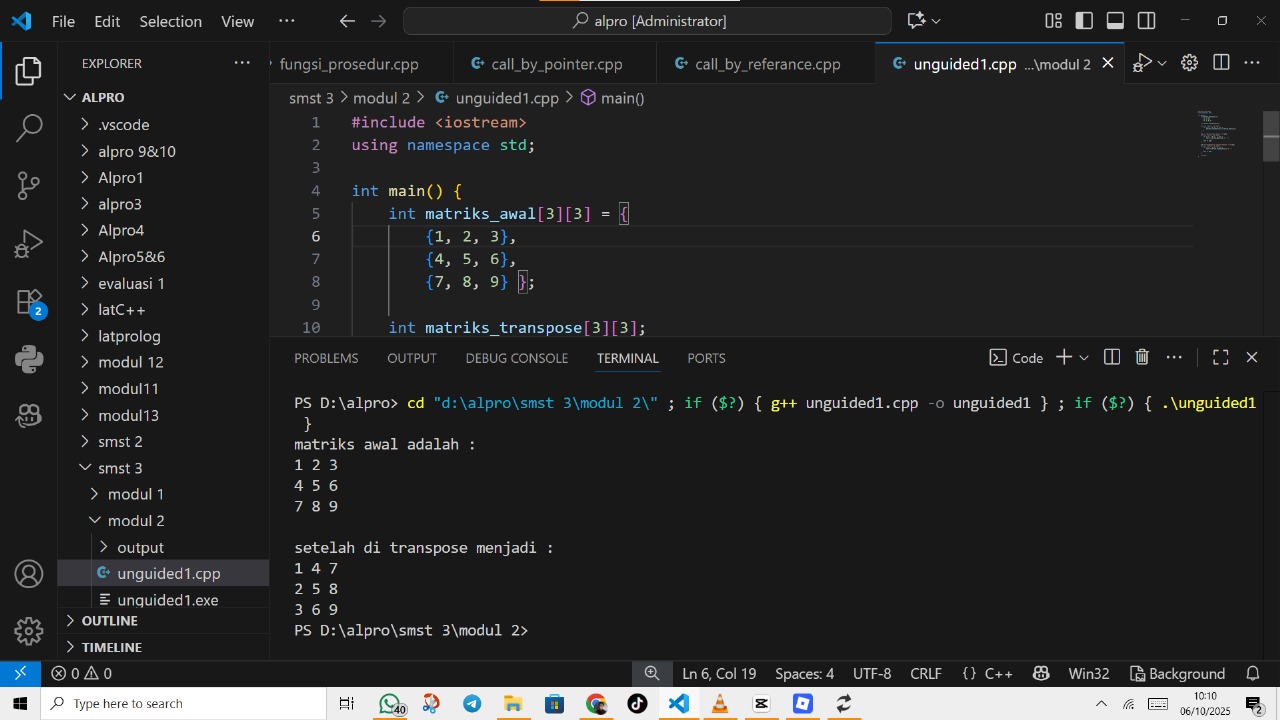 File Edit Selection View ··· alpro [Administrator]
EXPLORER ···
ALPRO
.vscode
alpro 9&10
Alpro1
alpro3
Alpro4
Alpro5&6
evaluasi 1
latC++
latprolog
modul 12
modul11
modul13
smst 2
smst 3
modul 1
modul 2
output
unguided1.cpp
unguided1.exe
OUTLINE
TIMELINE
2
fungsi_prosedur.cpp call_by_pointer.cpp call_by_referance.cpp unguided1.cpp ...\modul 2
smst 3 > modul 2 > unguided1.cpp > main()
1 #include <iostream>
2 using namespace std;
3
4 int main() {
5 int matriks_awal[3][3] = {
6 {1, 2, 3},
7 {4, 5, 6},
8 {7, 8, 9} };
9
10 int matriks_transpose[3][3];
PROBLEMS OUTPUT DEBUG CONSOLE TERMINAL PORTS Code
PS D:\alpro> cd "d:\alpro\smst 3\modul 2\" ; if ($?) { g++ unguided1.cpp -o unguided1 } ; if ($?) { .\unguided1
}
matriks awal adalah :
1 2 3
4 5 6
7 8 9
setelah di transpose menjadi :
1 4 7
2 5 8
3 6 9
PS D:\alpro\smst 3\modul 2>
0 0 Ln 6, Col 19 Spaces: 4 UTF-8 CRLF {} C++ Win32 Background
Type here to search
40
10:10
06/10/2025
2